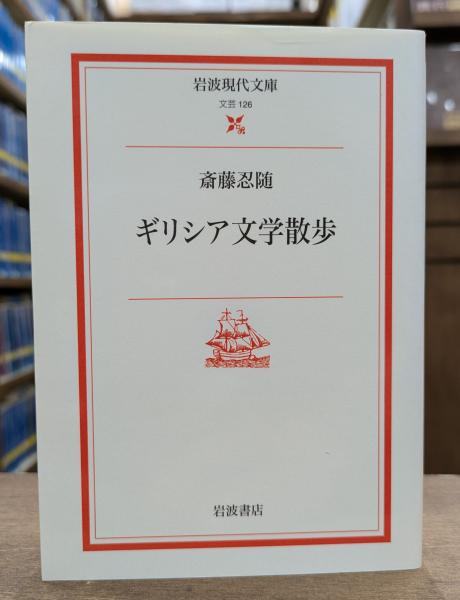 岩波現代文庫
文芸 126
斎藤忍随
ギリシア文学散歩
岩波書店